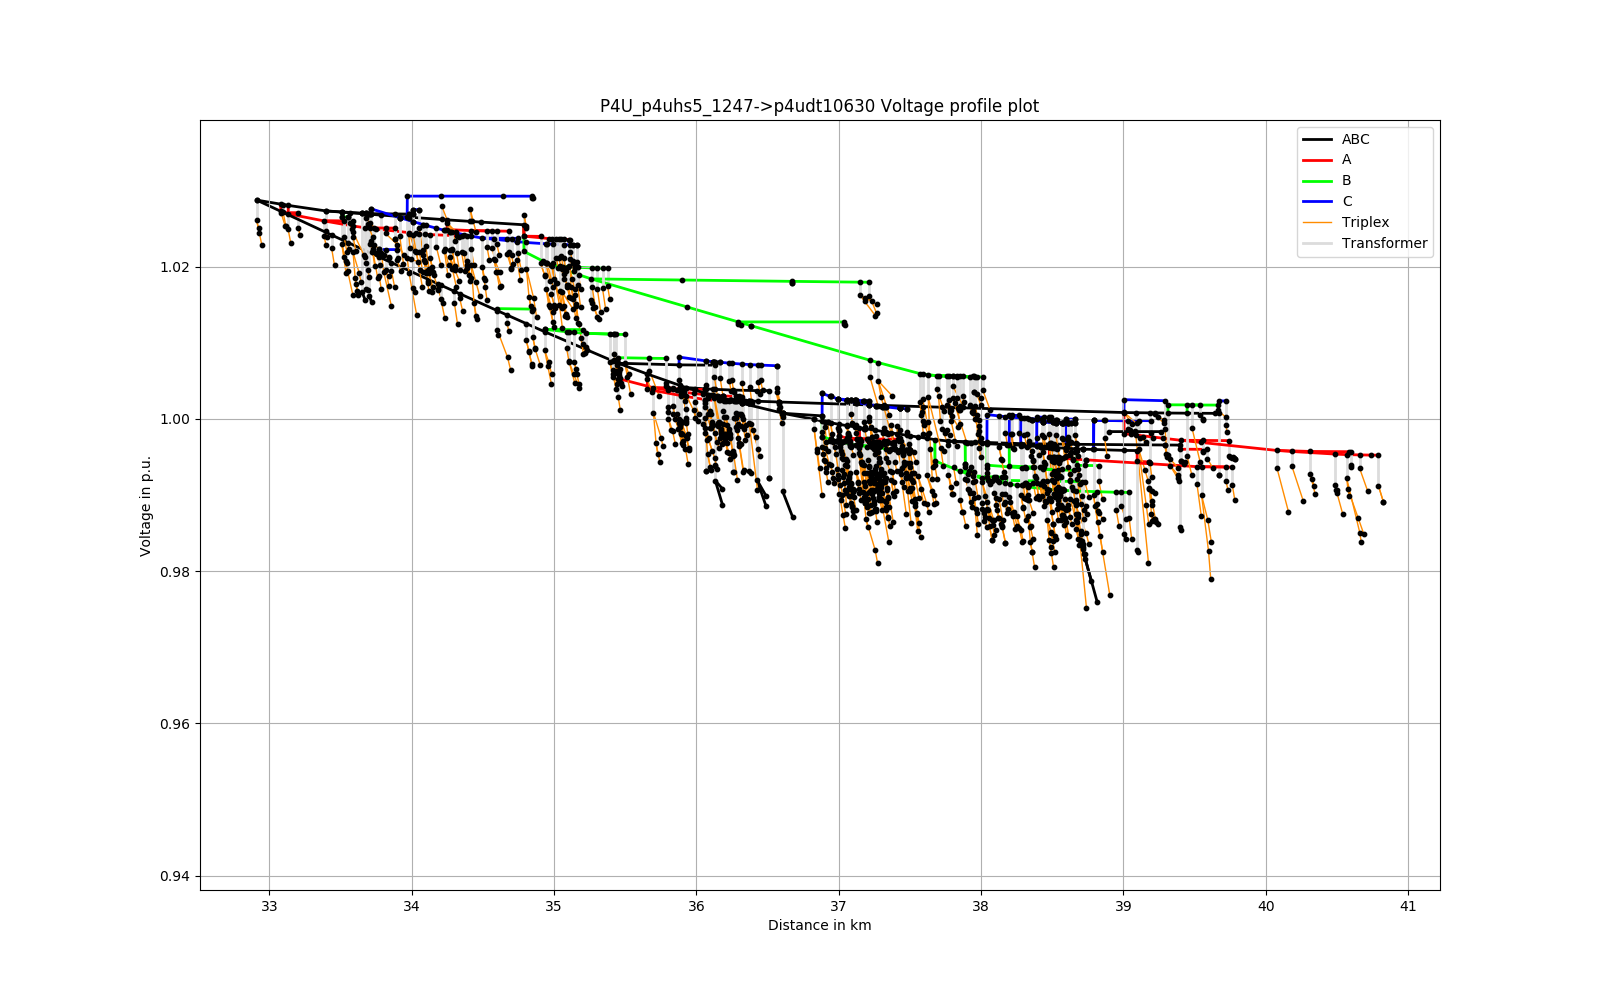 P4U_p4uhs5_1247->p4udt10630 Voltage profile plot
ABC
A
B
C
Triplex
Transformer
Voltage in p.u.
1.02
1.00
0.98
0.96
0.94
33 34 35 36 37 38 39 40 41
Distance in km